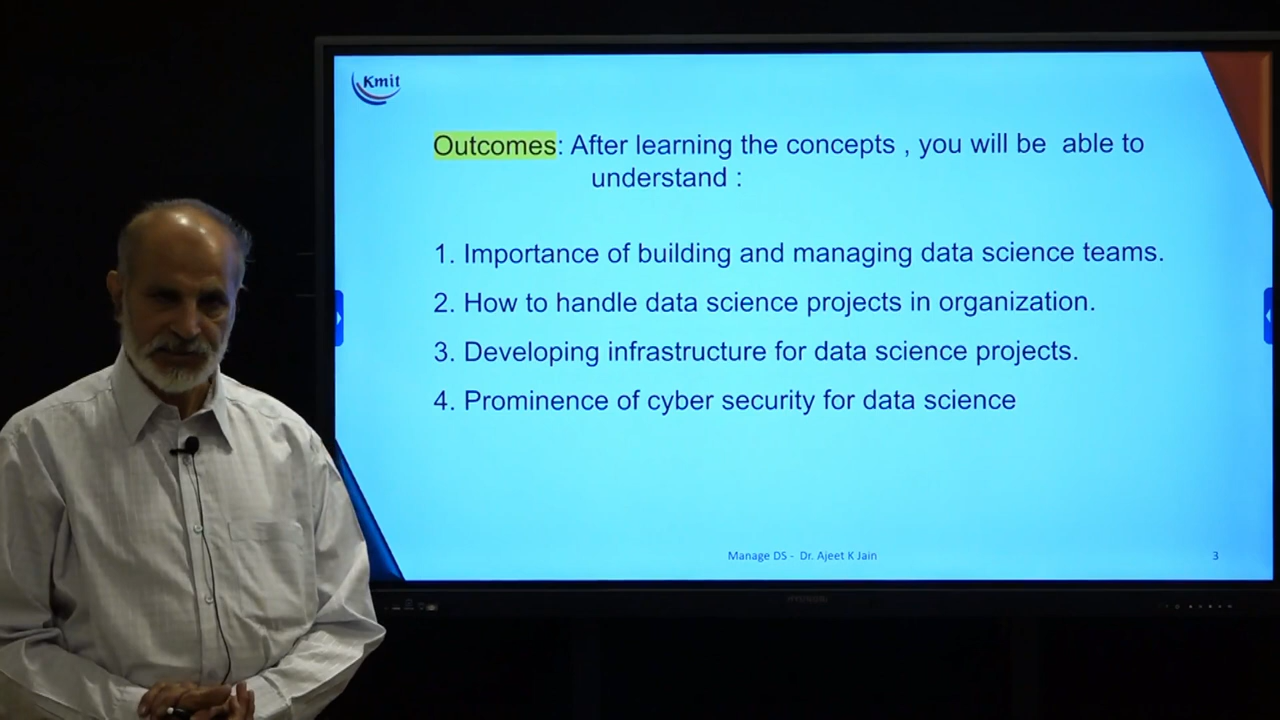 Kmit
Outcomes: After learning the concepts , you will be able to
understand :
1. Importance of building and managing data science teams.
2. How to handle data science projects in organization.
3. Developing infrastructure for data science projects.
4. Prominence of cyber security for data science
Manage DS - Dr. Ajeet K Jain
3